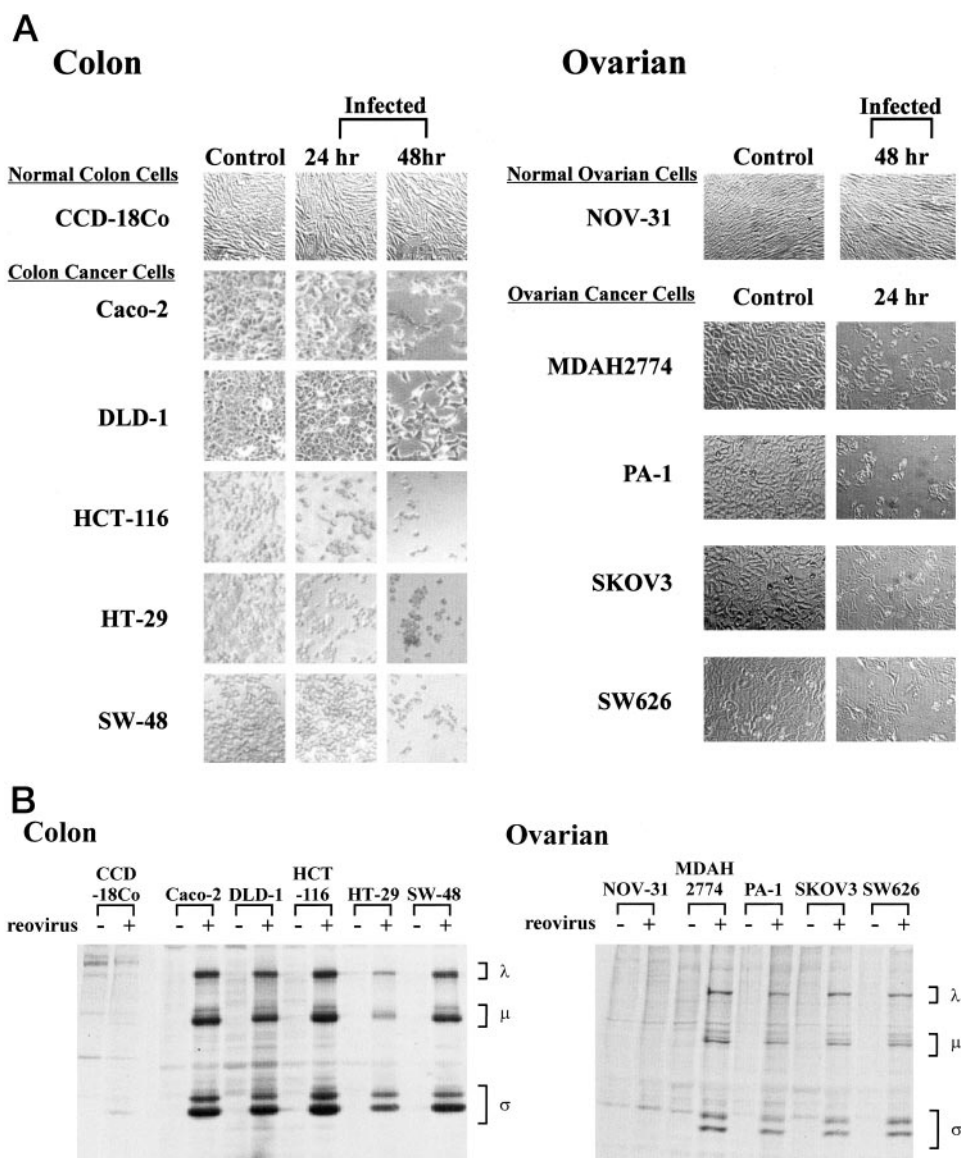 A
Colon
Infected
Control 24 hr 48hr
Normal Colon Cells
CCD-18Co
Colon Cancer Cells
Caco-2
DLD-1
HCT-116
HT-29
SW-48
Ovarian
Infected
Control 48 hr
Normal Ovarian Cells
NOV-31
Ovarian Cancer Cells
Control 24 hr
MDAH2774
PA-1
SKOV3
SW626
B
Colon
CCD
-18Co
Caco-2
DLD-1
HCT
-116
HT-29
SW-48
reovirus - + - + - + - + - + - +
λ
μ
σ
Ovarian
NOV-31
MDAH
2774
PA-1
SKOV3
SW626
reovirus - + - + - + - + - +
λ
μ
σ